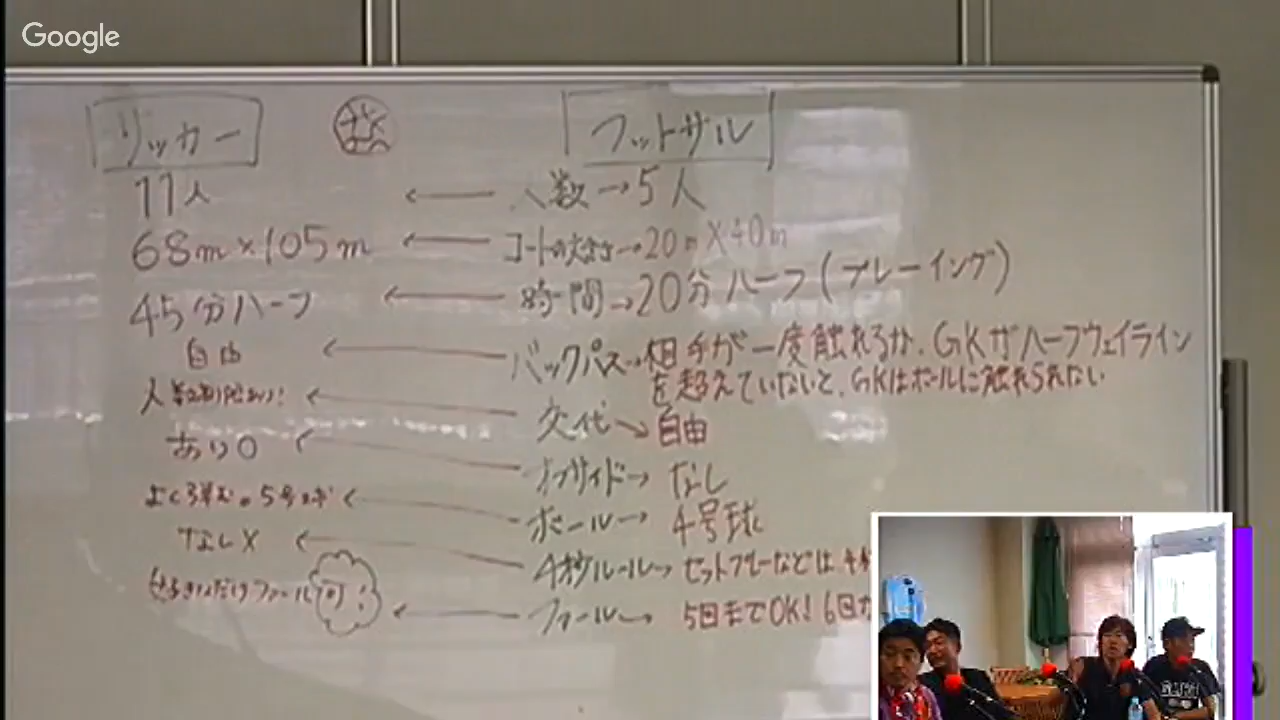 Google
サッカー
フットサル
11人 ← 人数 → 5人
68m×105m ← コートの大きさ → 20m×40m
45分ハーフ ← 時間 → 20分ハーフ(プレーイング)
自由 ← バックパス → 相手が一度触れるか、GKがハーフウェイライン
を超えていないと、GKはボールに触れられない
人数制限あり! ← 交代 → 自由
あり○ ← オフサイド → なし
よく弾む。5号球 ← ボール → 4号球
なし× ← 4秒ルール → セットプレーなどは4秒
ファール可! ← ファール → 5回までOK! 6回か